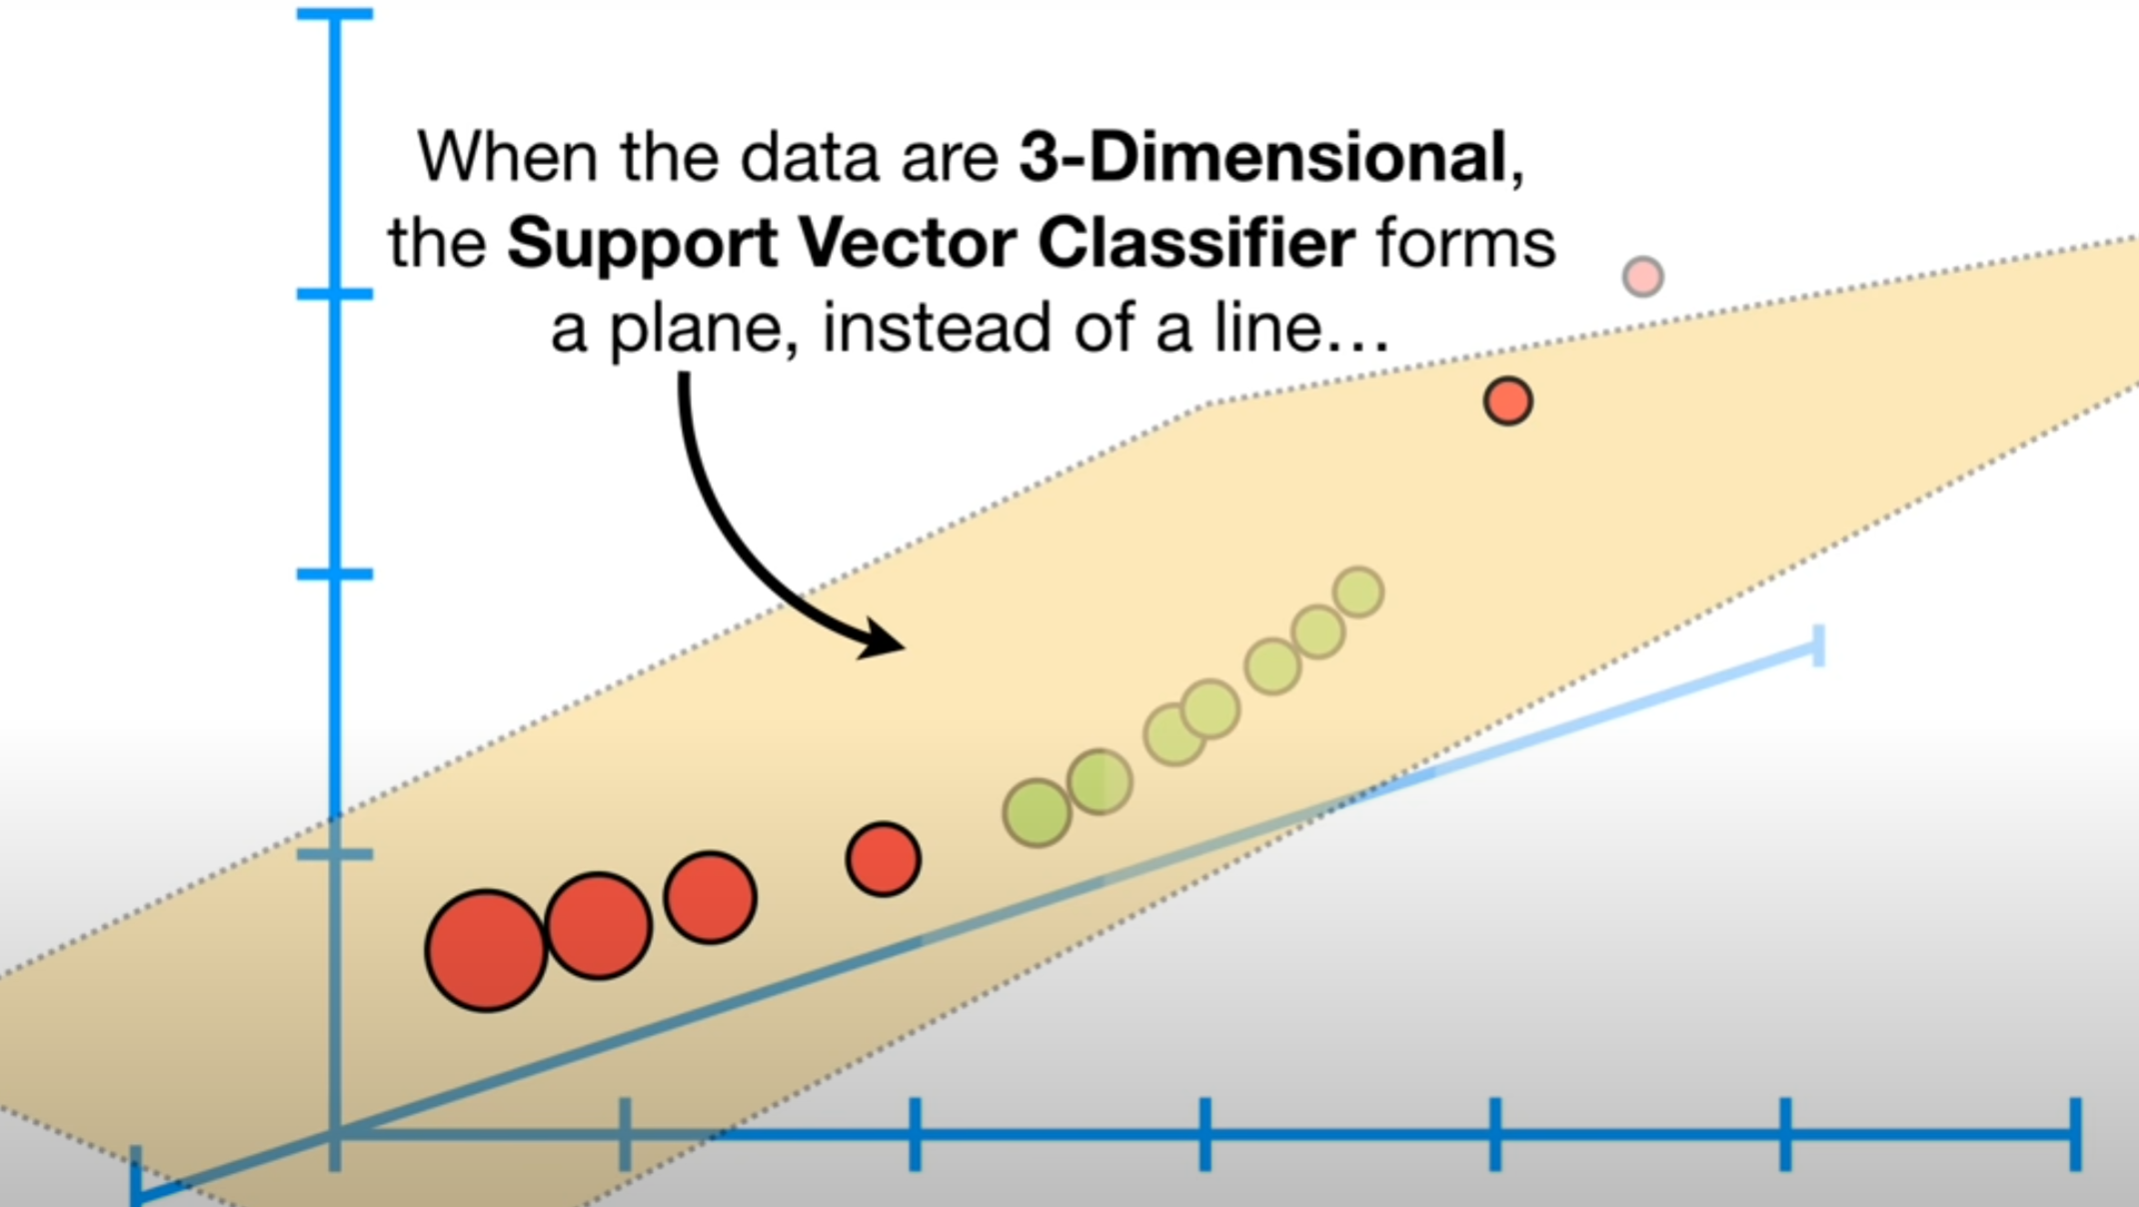 When the data are 3-Dimensional,
the Support Vector Classifier forms
a plane, instead of a line…